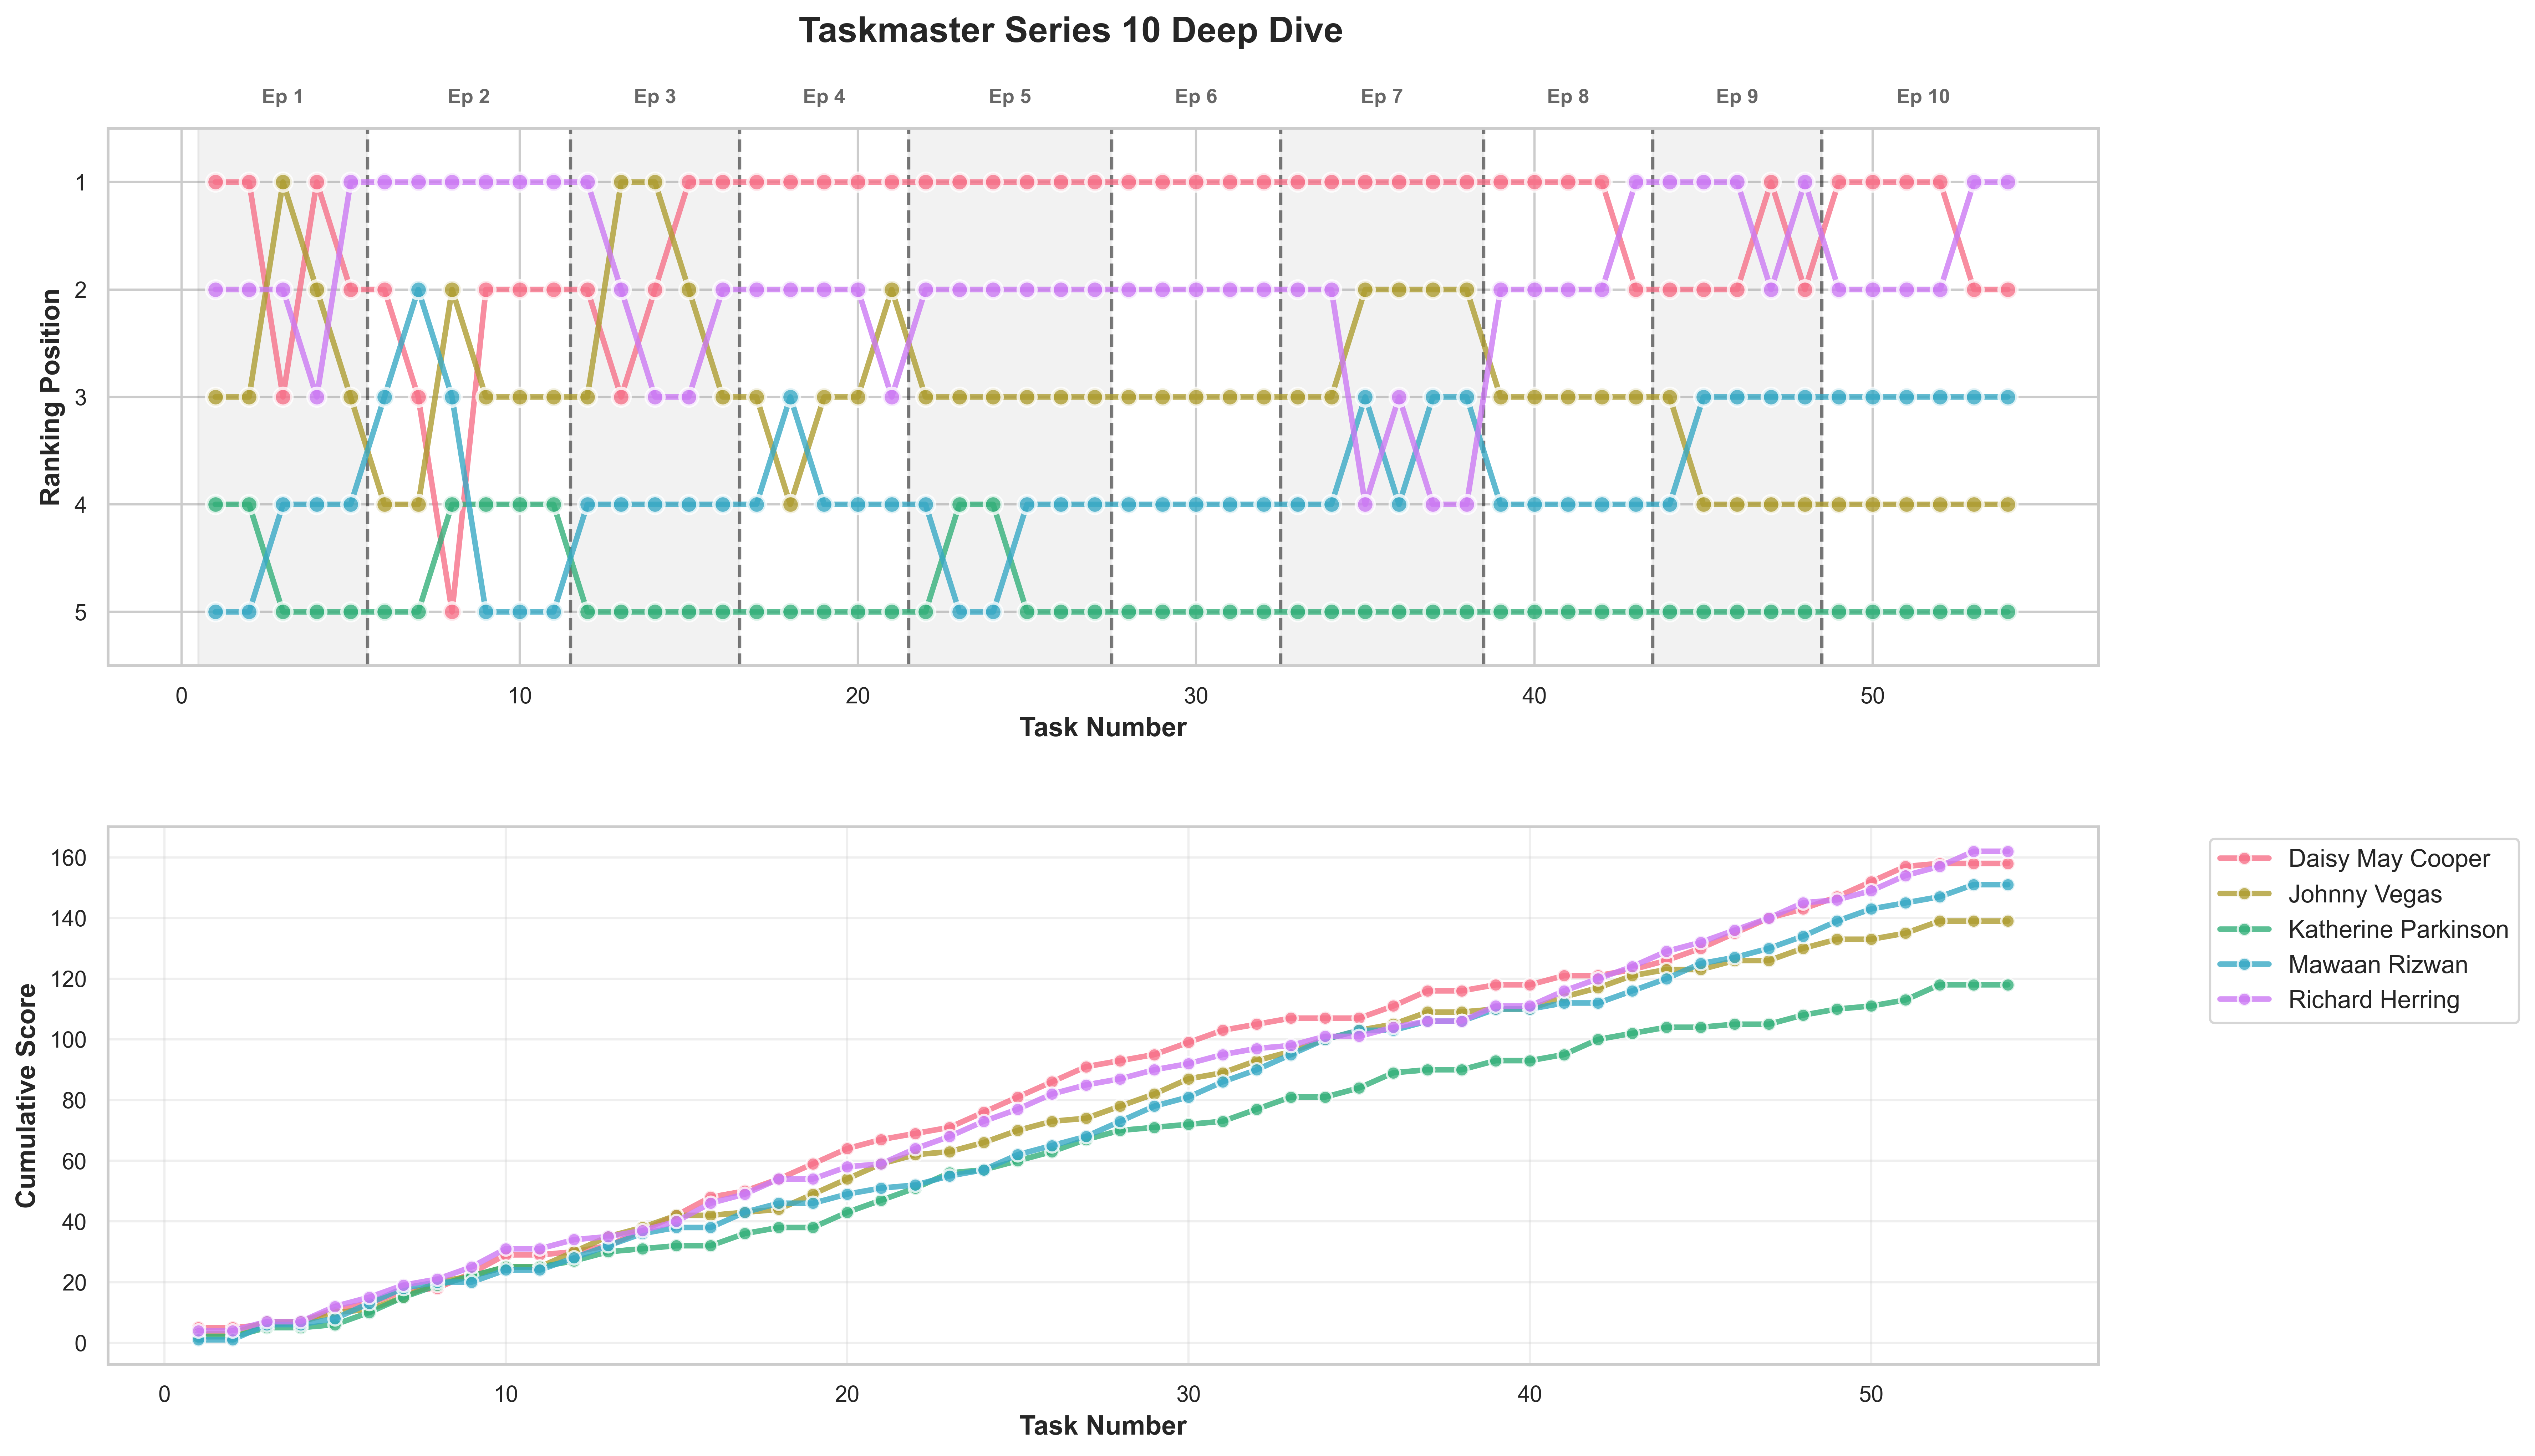 Taskmaster Series 10 Deep Dive
Ep 1 Ep 2 Ep 3 Ep 4 Ep 5 Ep 6 Ep 7 Ep 8 Ep 9 Ep 10
Ranking Position
1
2
3
4
5
0 10 20 30 40 50
Task Number
Cumulative Score
160
140
120
100
80
60
40
20
0
0 10 20 30 40 50
Task Number
Daisy May Cooper
Johnny Vegas
Katherine Parkinson
Mawaan Rizwan
Richard Herring